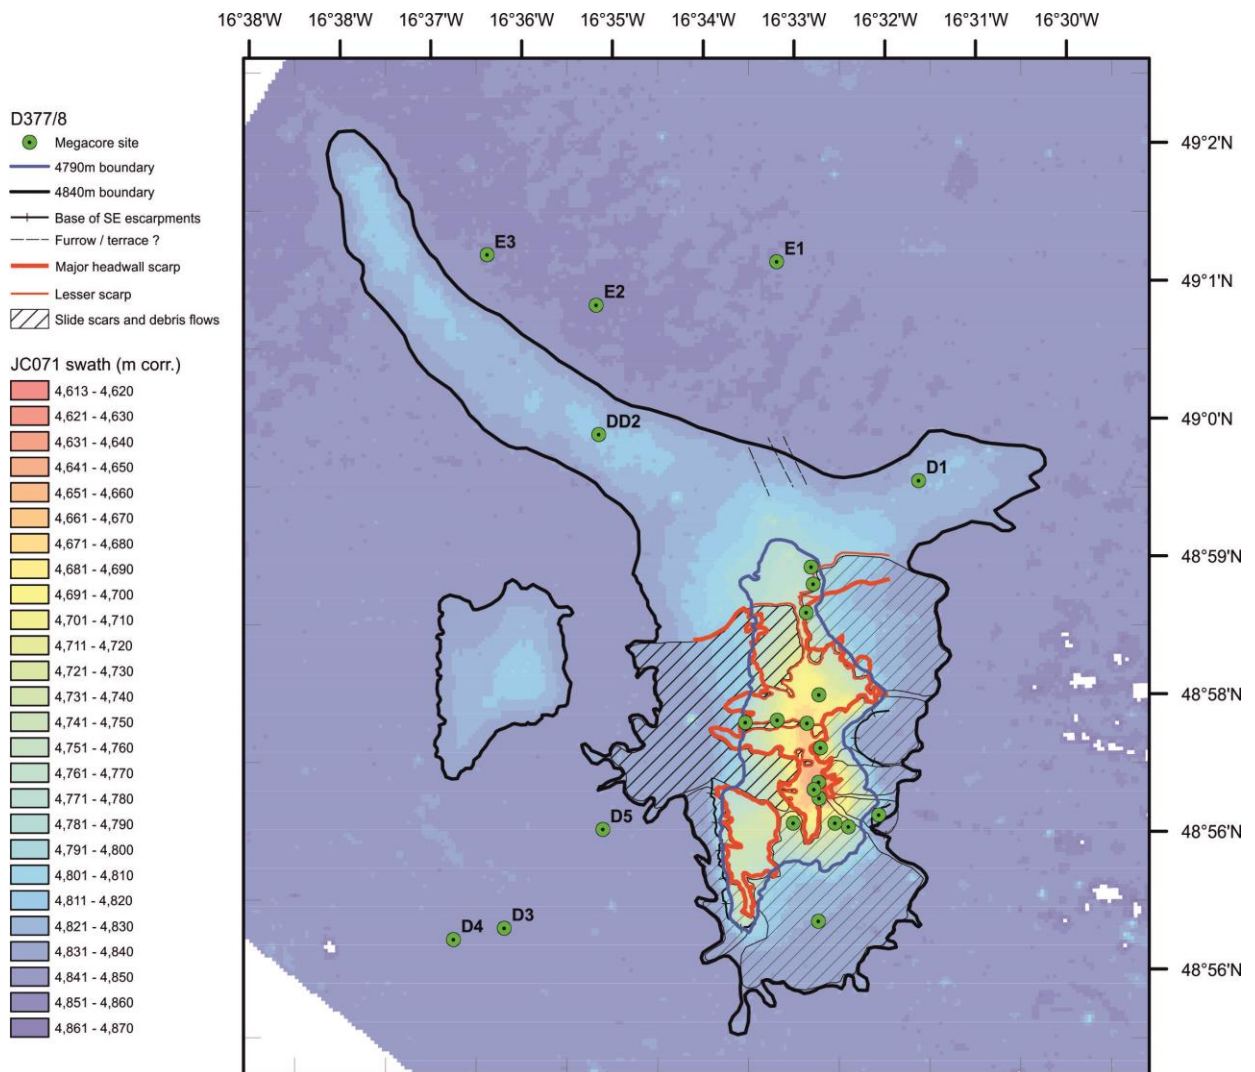 16°38'W 16°38'W 16°37'W 16°36'W 16°35'W 16°34'W 16°33'W 16°32'W 16°31'W 16°30'W
D377/8
Megacore site
4790m boundary
4840m boundary
Base of SE escarpments
Furrow / terrace ?
Major headwall scarp
Lesser scarp
Slide scars and debris flows
JC071 swath (m corr.)
4,613 - 4,620
4,621 - 4,630
4,631 - 4,640
4,641 - 4,650
4,651 - 4,660
4,661 - 4,670
4,671 - 4,680
4,681 - 4,690
4,691 - 4,700
4,701 - 4,710
4,711 - 4,720
4,721 - 4,730
4,731 - 4,740
4,741 - 4,750
4,751 - 4,760
4,761 - 4,770
4,771 - 4,780
4,781 - 4,790
4,791 - 4,800
4,801 - 4,810
4,811 - 4,820
4,821 - 4,830
4,831 - 4,840
4,841 - 4,850
4,851 - 4,860
4,861 - 4,870
E3
E1
E2
DD2
D1
D5
D3
D4
49°2'N
49°1'N
49°0'N
48°59'N
48°58'N
48°56'N
48°56'N